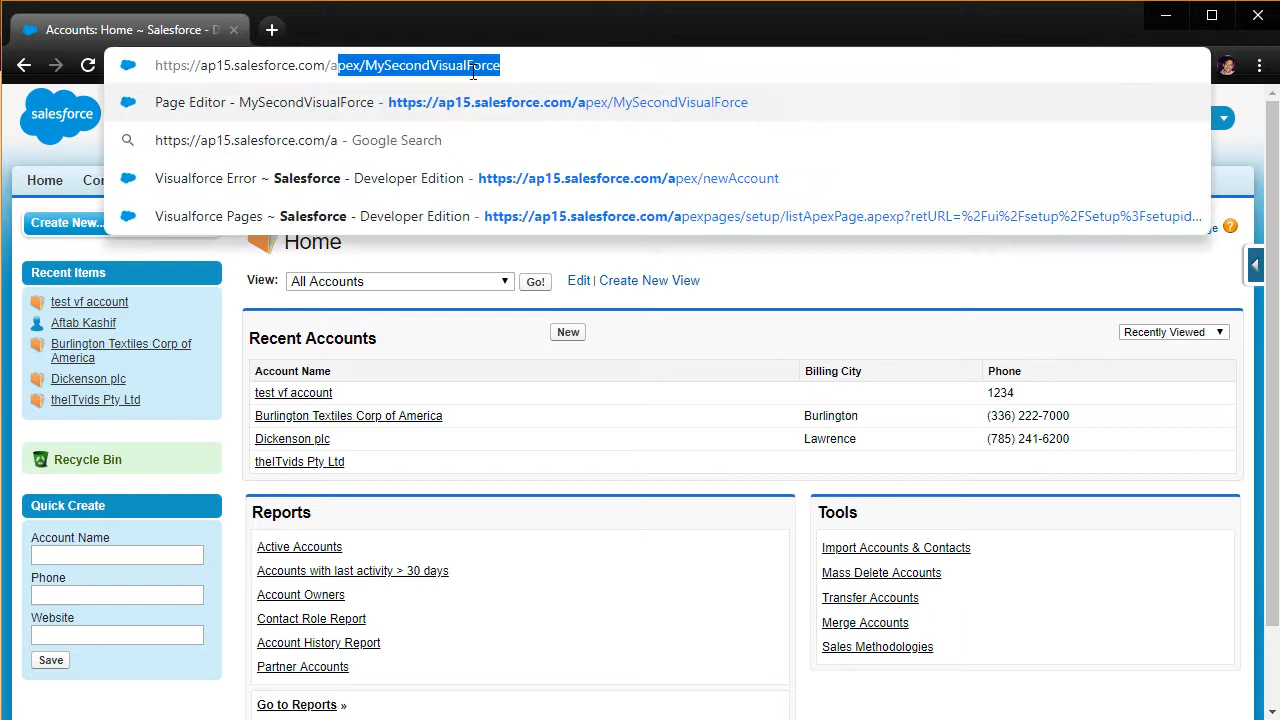 Accounts: Home ~ Salesforce - D
https://ap15.salesforce.com/apex/MySecondVisualForce
Page Editor - MySecondVisualForce - https://ap15.salesforce.com/apex/MySecondVisualForce
https://ap15.salesforce.com/a - Google Search
Visualforce Error ~ Salesforce - Developer Edition - https://ap15.salesforce.com/apex/newAccount
Visualforce Pages ~ Salesforce - Developer Edition - https://ap15.salesforce.com/apexpages/setup/listApexPage.apexp?retURL=%2Fui%2Fsetup%2FSetup%3Fsetupid...
salesforce
Home Con
Create New...
Home
View: All Accounts Go! Edit | Create New View
Recent Items
test vf account
Aftab Kashif
Burlington Textiles Corp of
America
Dickenson plc
theITvids Pty Ltd
Recycle Bin
Quick Create
Account Name
Phone
Website
Save
Recent Accounts New Recently Viewed
Account Name Billing City Phone
test vf account 1234
Burlington Textiles Corp of America Burlington (336) 222-7000
Dickenson plc Lawrence (785) 241-6200
theITvids Pty Ltd
Reports
Active Accounts
Accounts with last activity > 30 days
Account Owners
Contact Role Report
Account History Report
Partner Accounts
Go to Reports »
Tools
Import Accounts & Contacts
Mass Delete Accounts
Transfer Accounts
Merge Accounts
Sales Methodologies